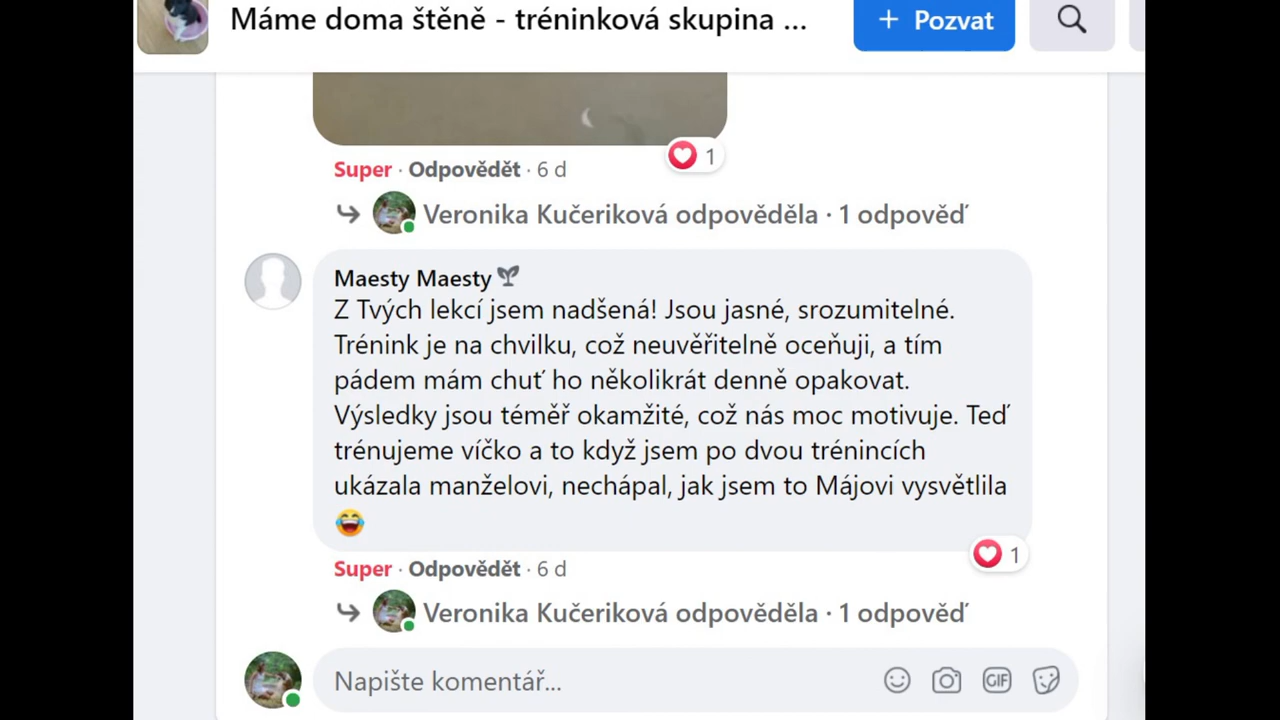 Máme doma štěně - tréninková skupina ...
+ Pozvat
1
Super · Odpovědět · 6 d
Veronika Kučeriková odpověděla · 1 odpověď
Maesty Maesty
Z Tvých lekcí jsem nadšená! Jsou jasné, srozumitelné.
Trénink je na chvilku, což neuvěřitelně oceňuji, a tím
pádem mám chuť ho několikrát denně opakovat.
Výsledky jsou téměř okamžité, což nás moc motivuje. Teď
trénujeme víčko a to když jsem po dvou trénincích
ukázala manželovi, nechápal, jak jsem to Májovi vysvětlila
😂
1
Super · Odpovědět · 6 d
Veronika Kučeriková odpověděla · 1 odpověď
Napište komentář...
GIF